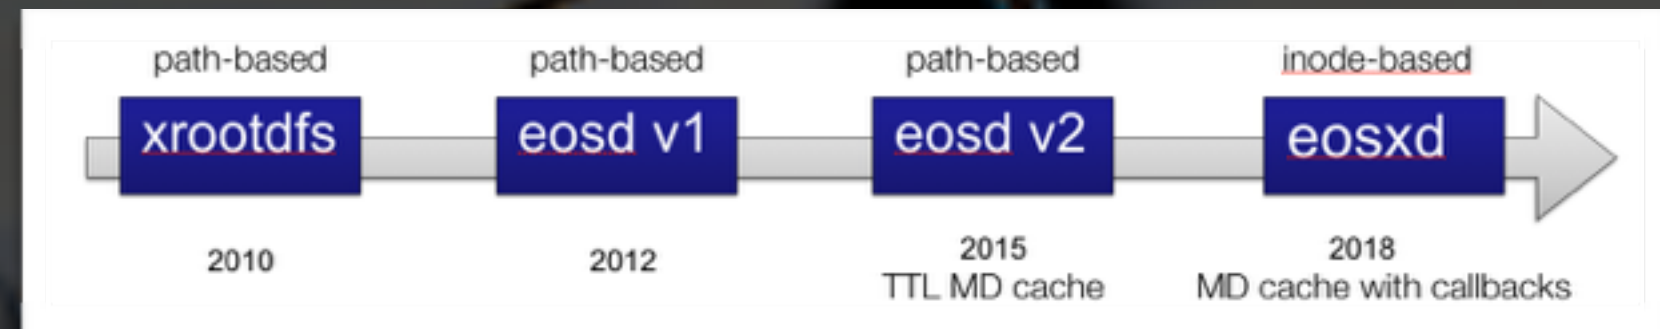 path-based
path-based
path-based
inode-based
xrootdfs
eosd v1
eosd v2
eosxd
2010
2012
2015
TTL MD cache
2018
MD cache with callbacks